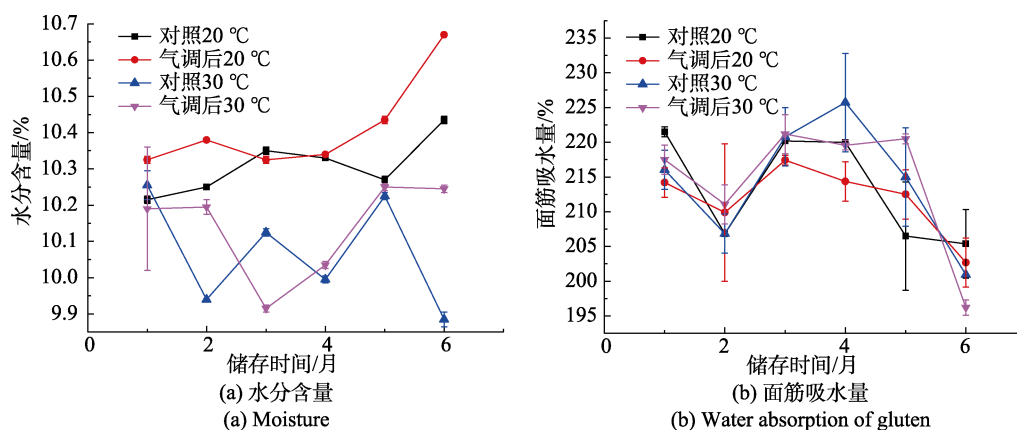 对照20 ℃
气调后20 ℃
对照30 ℃
气调后30 ℃
10.7
10.6
10.5
10.4
10.3
10.2
10.1
10.0
9.9
水分含量/%
0
2
4
6
储存时间/月
(a) 水分含量
(a) Moisture
对照20 ℃
气调后20 ℃
对照30 ℃
气调后30 ℃
235
230
225
220
215
210
205
200
195
面筋吸水量/%
0
2
4
6
储存时间/月
(b) 面筋吸水量
(b) Water absorption of gluten